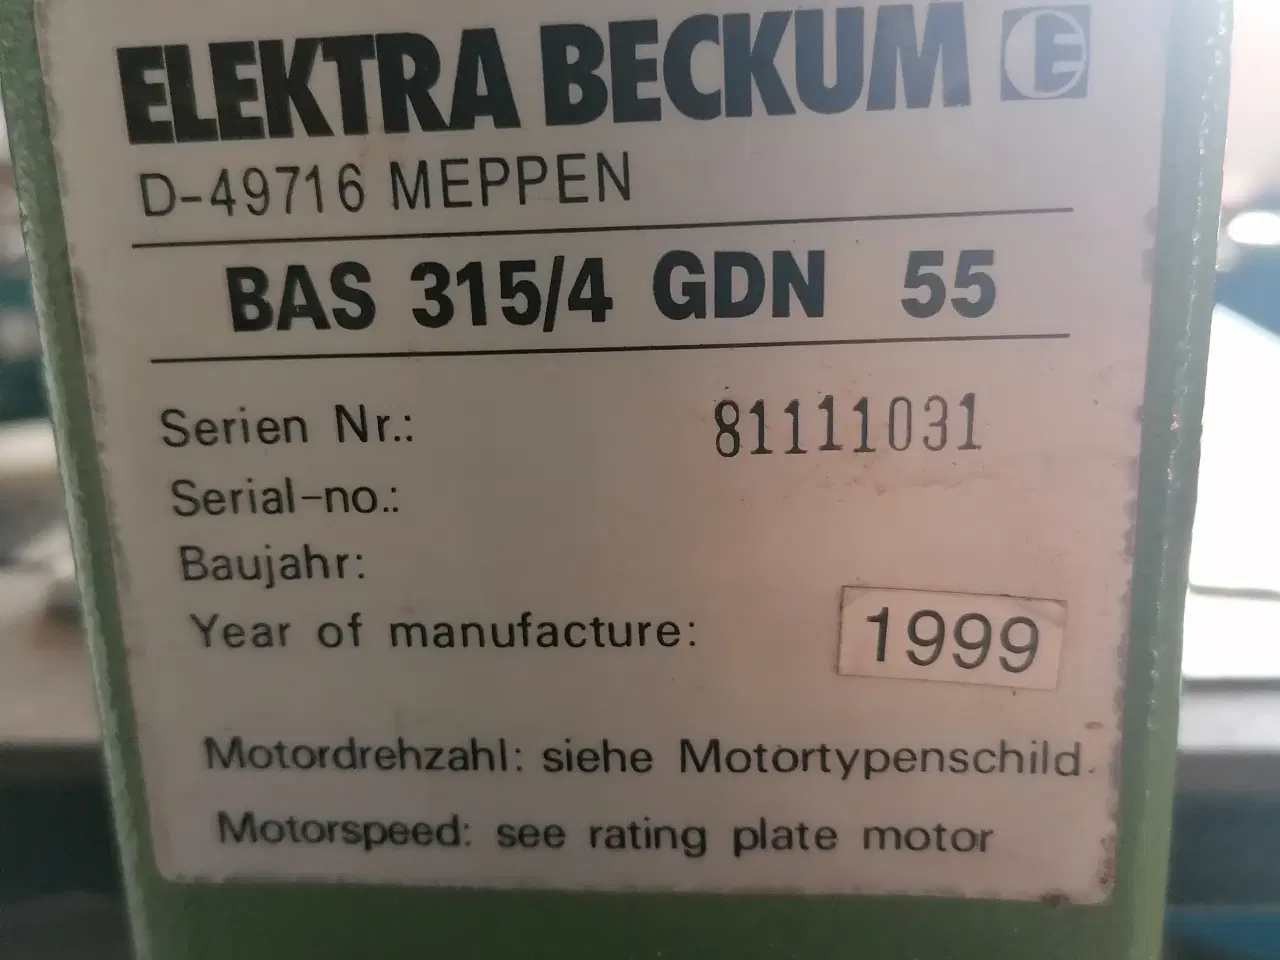 ELEKTRA BECKUM E
D-49716 MEPPEN
BAS 315/4 GDN 55
Serien Nr.: 81111031
Serial-no.:
Baujahr:
Year of manufacture: 1999
Motordrehzahl: siehe Motortypenschild.
Motorspeed: see rating plate motor